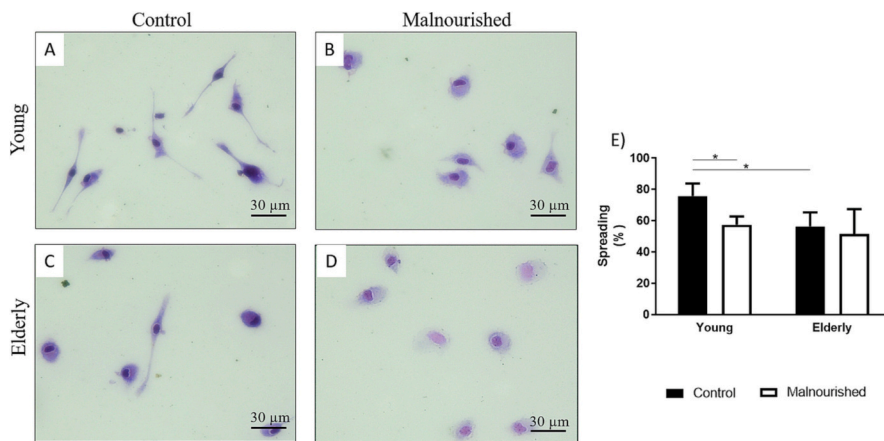 Control
Malnourished
Young
A
30 µm
B
30 µm
Elderly
C
30 µm
D
30 µm
E)
*
*
Spreading
(%)
100
80
60
40
20
0
Young
Elderly
Control
Malnourished